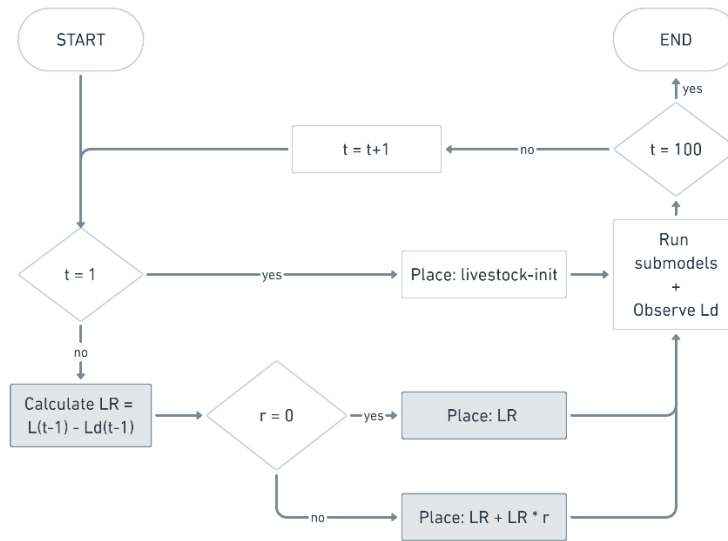 START
END
yes
t = t+1
no
t = 100
t = 1
yes
Place: livestock-init
Run
submodels
+
Observe Ld
no
Calculate LR =
L(t-1) - Ld(t-1)
r = 0
yes
Place: LR
no
Place: LR + LR * r